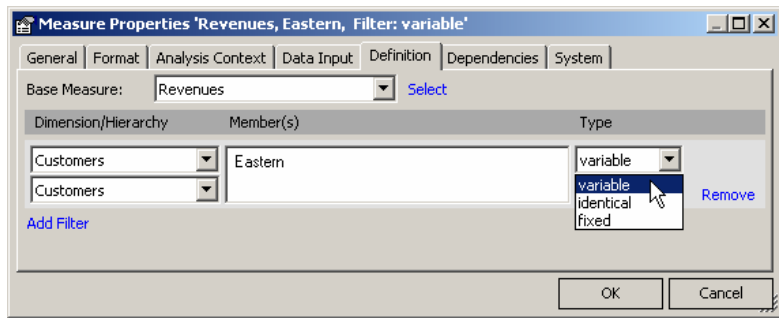 Measure Properties 'Revenues, Eastern, Filter: variable'
General Format Analysis Context Data Input Definition Dependencies System
Base Measure: Revenues Select
Dimension/Hierarchy Member(s) Type
Customers Eastern variable
Customers variable Remove
identical
fixed
Add Filter
OK Cancel